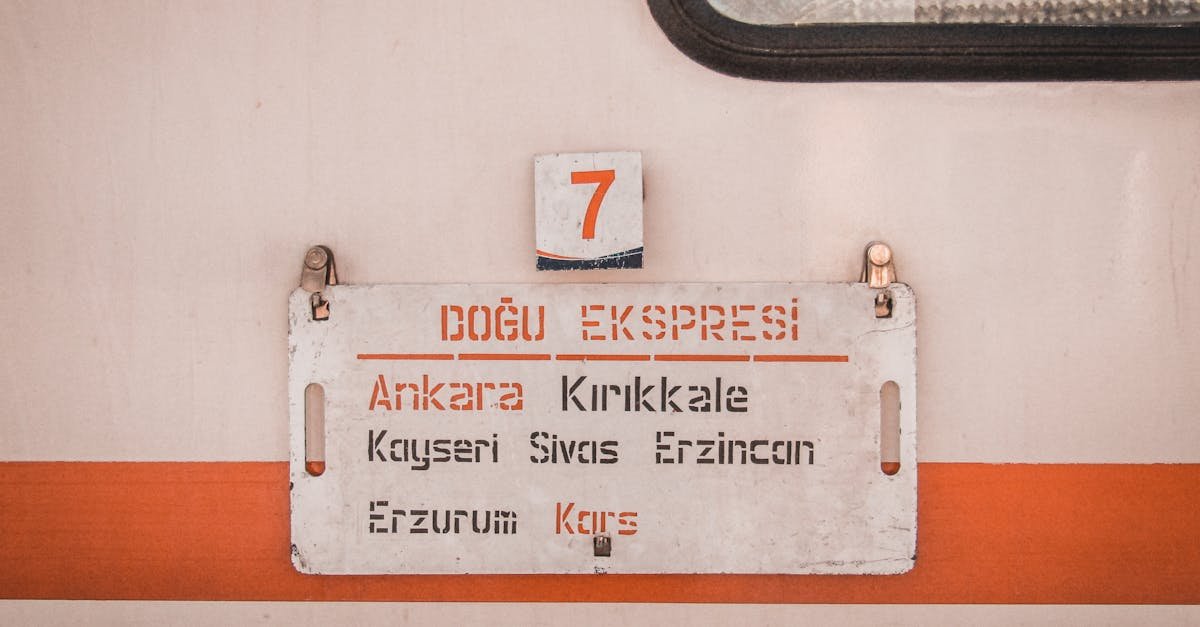 7
DOĞU EKSPRESİ
Ankara Kırıkkale
Kayseri Sivas Erzincan
Erzurum Kars